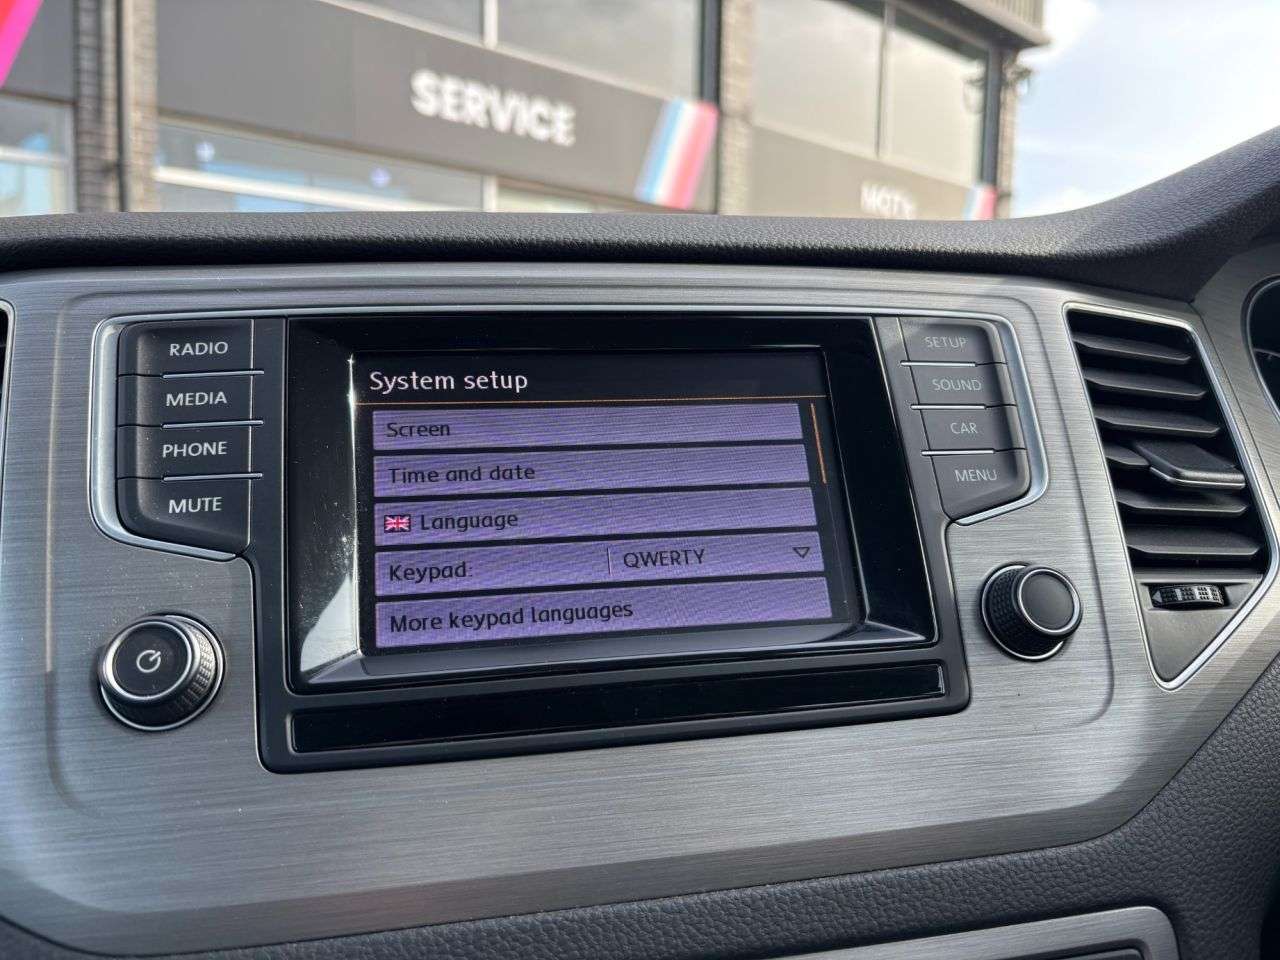 SERVICE
RADIO
MEDIA
PHONE
MUTE
System setup
Screen
Time and date
Language
Keypad: QWERTY
More keypad languages
SETUP
SOUND
CAR
MENU